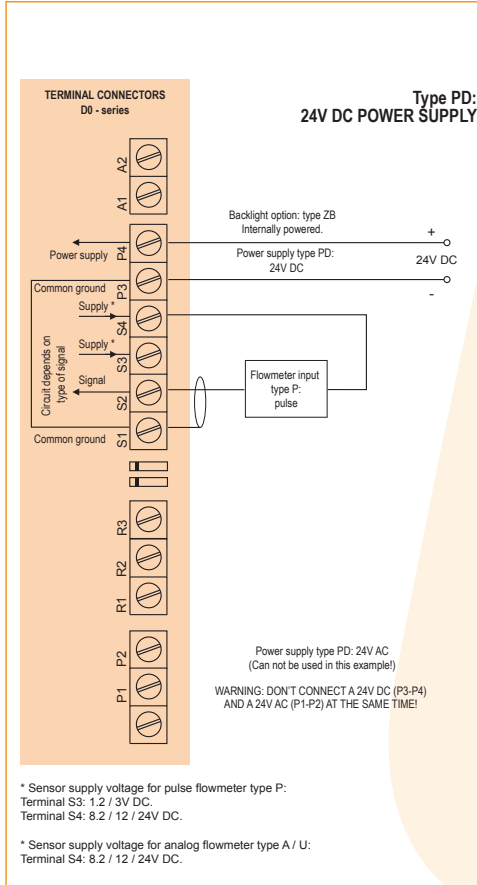 TERMINAL CONNECTORS
D0 - series
Type PD:
24V DC POWER SUPPLY
A2
A1
Backlight option: type ZB
Internally powered.
+
Power supply
P4
Power supply type PD:
24V DC
24V DC
Common ground
P3
-
Supply *
S4
Supply *
S3
Circuit depends on
type of signal
Signal
S2
Flowmeter input
type P:
pulse
Common ground
S1
R3
R2
R1
P2
P1
Power supply type PD: 24V AC
(Can not be used in this example!)
WARNING: DON'T CONNECT A 24V DC (P3-P4)
AND A 24V AC (P1-P2) AT THE SAME TIME!
* Sensor supply voltage for pulse flowmeter type P:
Terminal S3: 1.2 / 3V DC.
Terminal S4: 8.2 / 12 / 24V DC.
* Sensor supply voltage for analog flowmeter type A / U:
Terminal S4: 8.2 / 12 / 24V DC.